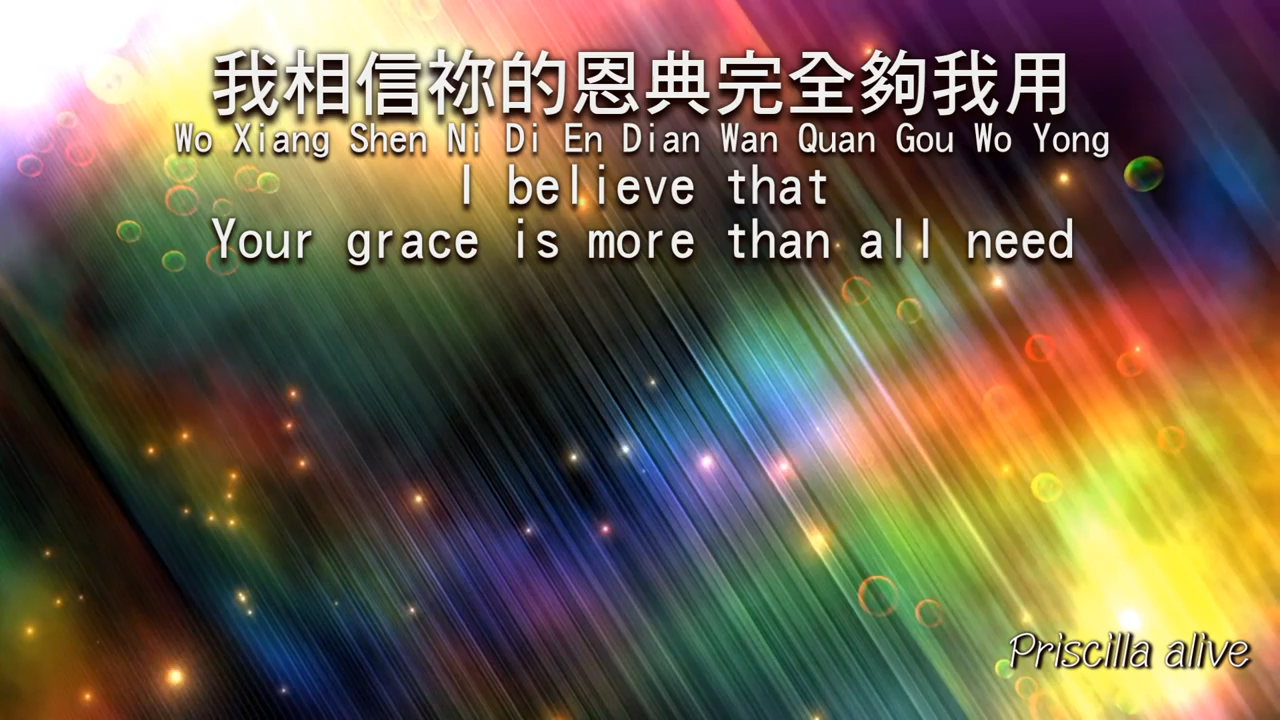 我相信祢的恩典完全夠我用
Wo Xiang Shen Ni Di En Dian Wan Quan Gou Wo Yong
I believe that
Your grace is more than all need
Priscilla alive